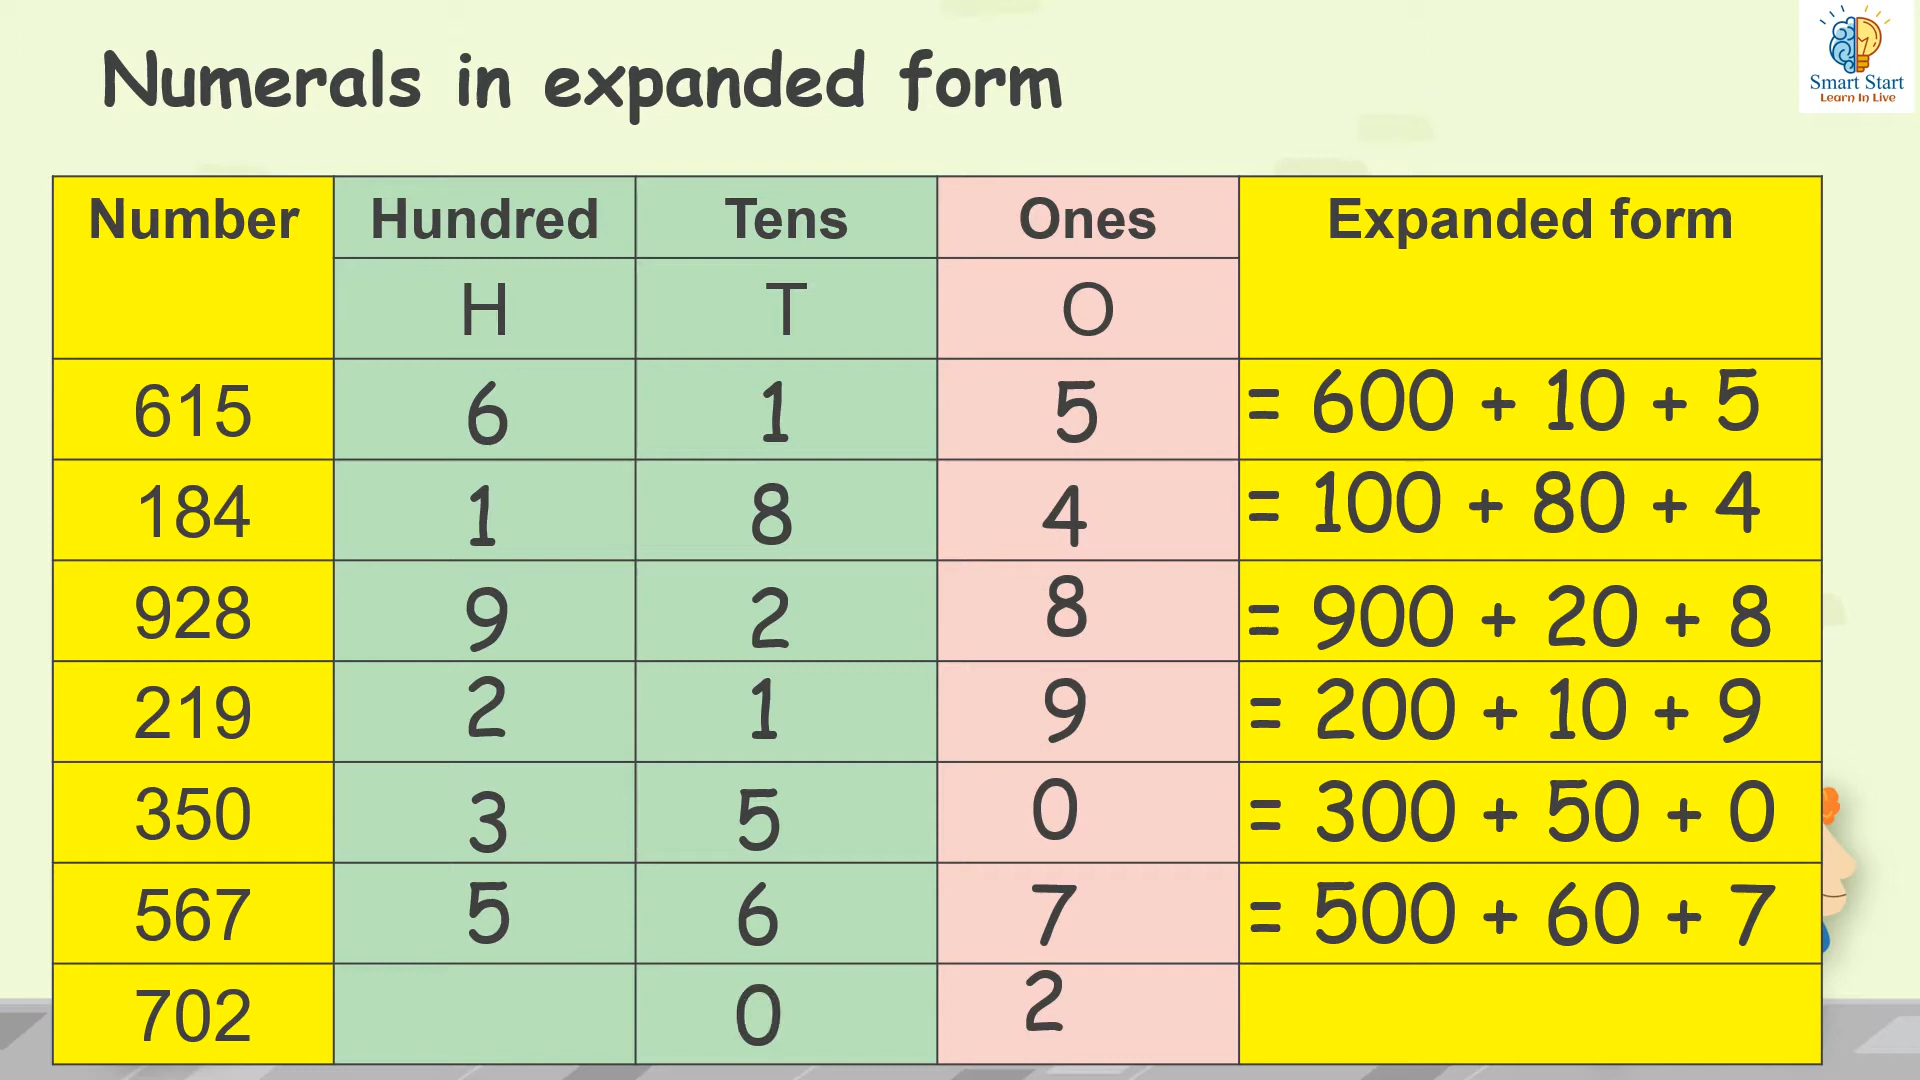 Numerals in expanded form
Smart Start
Learn In Live
Number Hundred Tens Ones Expanded form
H T O
615 6 1 5 = 600 + 10 + 5
184 1 8 4 = 100 + 80 + 4
928 9 2 8 = 900 + 20 + 8
219 2 1 9 = 200 + 10 + 9
350 3 5 0 = 300 + 50 + 0
567 5 6 7 = 500 + 60 + 7
702 0 2